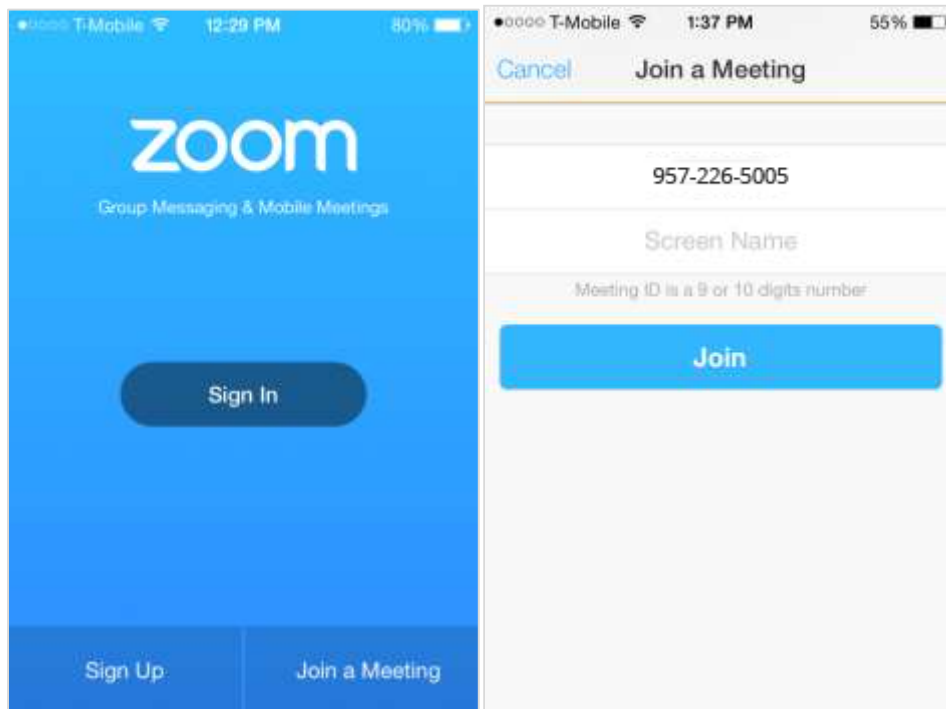 T-Mobile 12:29 PM 80%
zoom
Group Messaging & Mobile Meetings
Sign In
Sign Up
Join a Meeting
T-Mobile 1:37 PM 55%
Cancel
Join a Meeting
957-226-5005
Screen Name
Meeting ID is a 9 or 10 digits number
Join